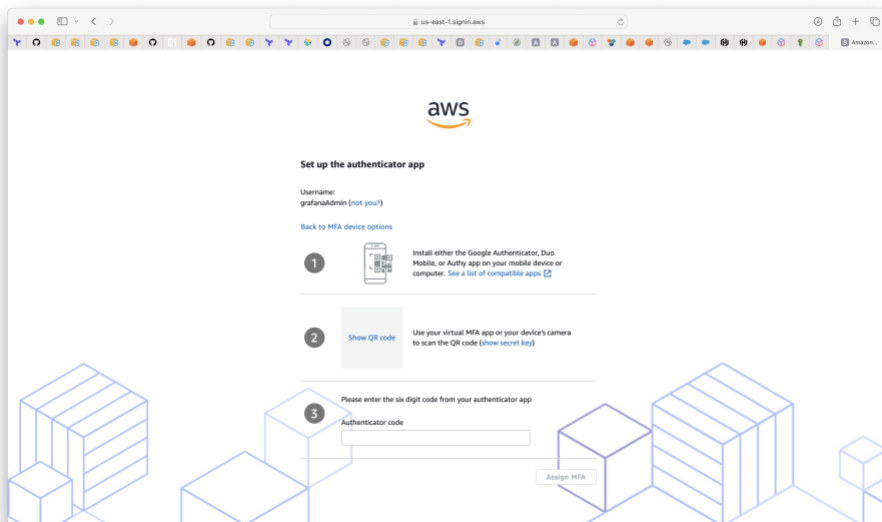 us-east-1.signin.aws
S Amazon...
aws
Set up the authenticator app
Username:
grafanaAdmin (not you?)
Back to MFA device options
1
Install either the Google Authenticator, Duo
Mobile, or Authy app on your mobile device or
computer. See a list of compatible apps
2
Show QR code
Use your virtual MFA app or your device's camera
to scan the QR code (show secret key)
3
Please enter the six digit code from your authenticator app
Authenticator code
Assign MFA